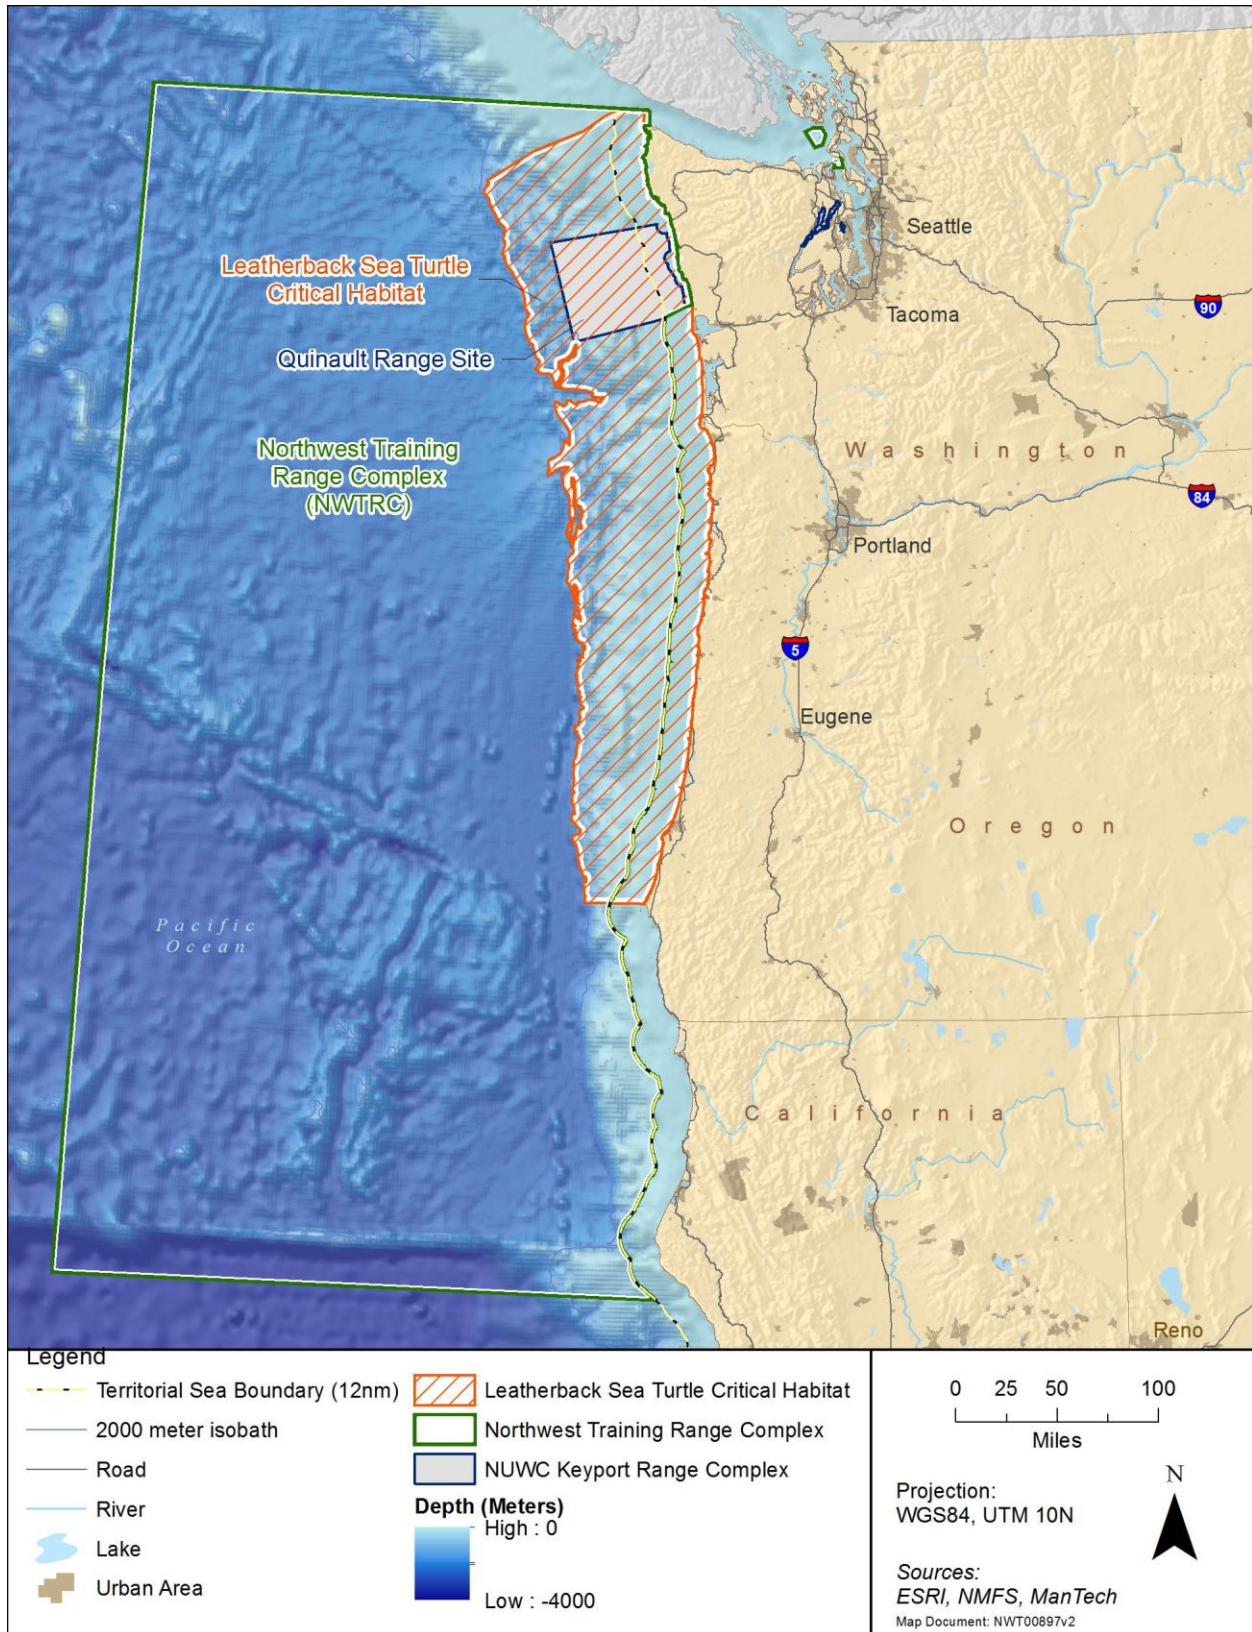 Seattle
Leatherback Sea Turtle
Critical Habitat
90
Tacoma
Quinault Range Site
Northwest Training
Range Complex
(NWTRC)
Washington
84
Portland
5
Eugene
Oregon
Pacific
Ocean
California
Reno
Legend
Territorial Sea Boundary (12nm)
2000 meter isobath
Road
River
Lake
Urban Area
Leatherback Sea Turtle Critical Habitat
Northwest Training Range Complex
NUWC Keyport Range Complex
Depth (Meters)
High : 0
Low : -4000
0 25 50 100
Miles
N
Projection:
WGS84, UTM 10N
Sources:
ESRI, NMFS, ManTech
Map Document: NWT00897v2